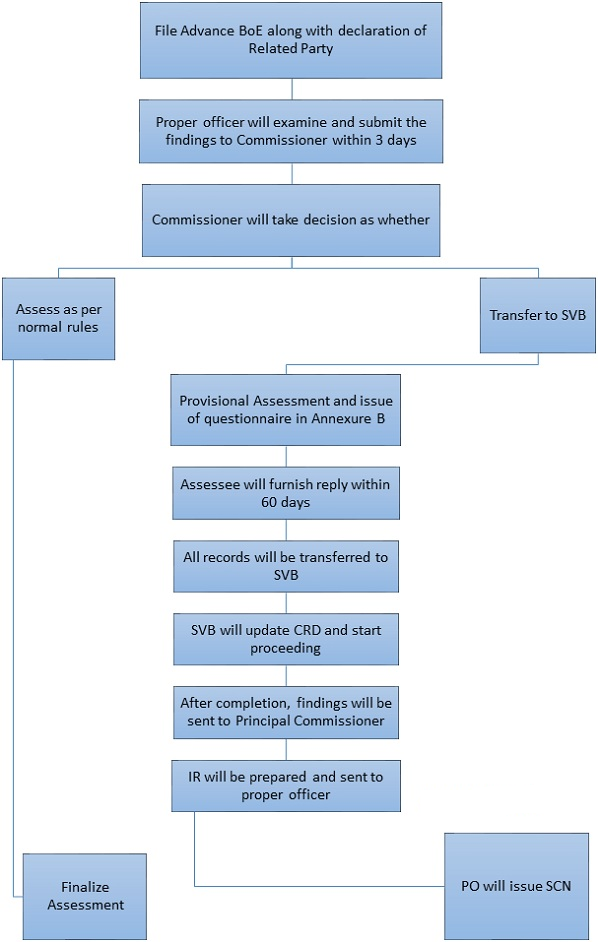 File Advance BoE along with declaration of
Related Party
Proper officer will examine and submit the
findings to Commissioner within 3 days
Commissioner will take decision as whether
Assess as per
normal rules
Transfer to SVB
Provisional Assessment and issue
of questionnaire in Annexure B
Assessee will furnish reply within
60 days
All records will be transferred to
SVB
SVB will update CRD and start
proceeding
After completion, findings will be
sent to Principal Commissioner
IR will be prepared and sent to
proper officer
Finalize
Assessment
PO will issue SCN